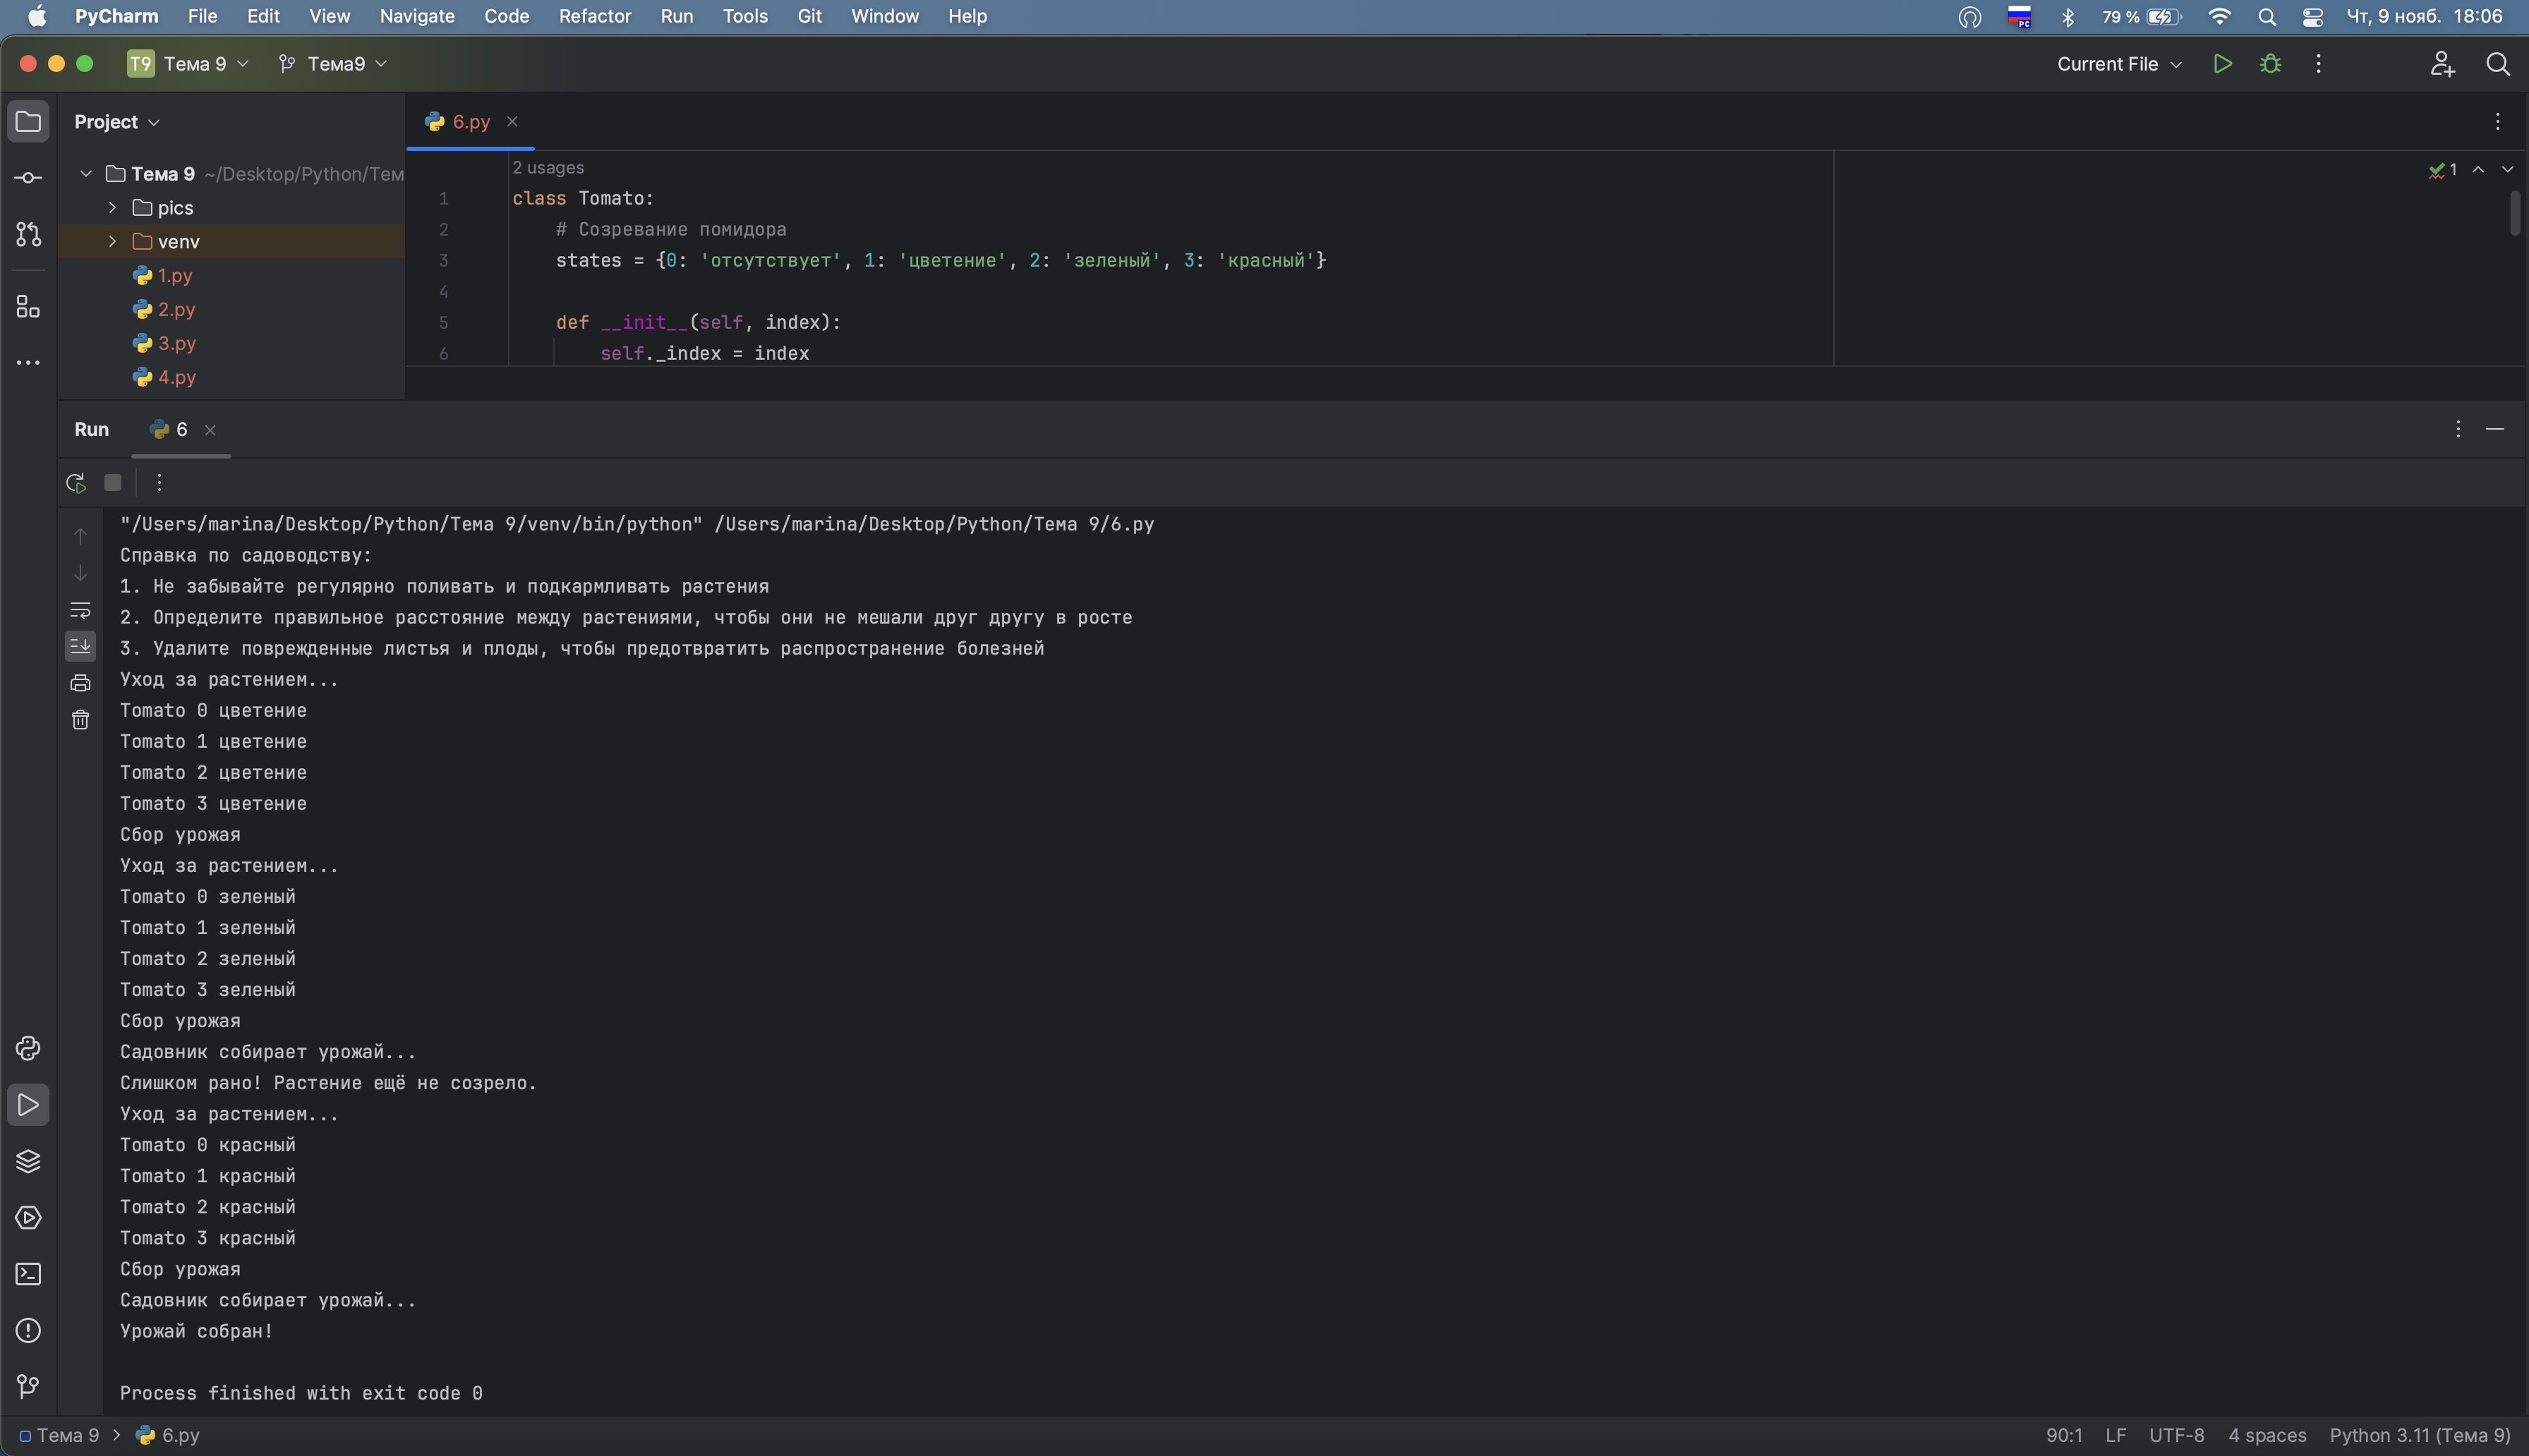 PyCharm File Edit View Navigate Code Refactor Run Tools Git Window Help РС 79 % Чт, 9 нояб. 18:06
T9 Тема 9 Тема9 Current File
Project
6.py
Тема 9 ~/Desktop/Python/Тем
pics
venv
1.py
2.py
3.py
4.py
2 usages
1
1 class Tomato:
2 # Созревание помидора
3 states = {0: 'отсутствует', 1: 'цветение', 2: 'зеленый', 3: 'красный'}
4
5 def __init__(self, index):
6 self._index = index
Run 6
"/Users/marina/Desktop/Python/Тема 9/venv/bin/python" /Users/marina/Desktop/Python/Тема 9/6.py
Справка по садоводству:
1. Не забывайте регулярно поливать и подкармливать растения
2. Определите правильное расстояние между растениями, чтобы они не мешали друг другу в росте
3. Удалите поврежденные листья и плоды, чтобы предотвратить распространение болезней
Уход за растением...
Tomato 0 цветение
Tomato 1 цветение
Tomato 2 цветение
Tomato 3 цветение
Сбор урожая
Уход за растением...
Tomato 0 зеленый
Tomato 1 зеленый
Tomato 2 зеленый
Tomato 3 зеленый
Сбор урожая
Садовник собирает урожай...
Слишком рано! Растение ещё не созрело.
Уход за растением...
Tomato 0 красный
Tomato 1 красный
Tomato 2 красный
Tomato 3 красный
Сбор урожая
Садовник собирает урожай...
Урожай собран!
Process finished with exit code 0
Тема 9 > 6.py 90:1 LF UTF-8 4 spaces Python 3.11 (Тема 9)